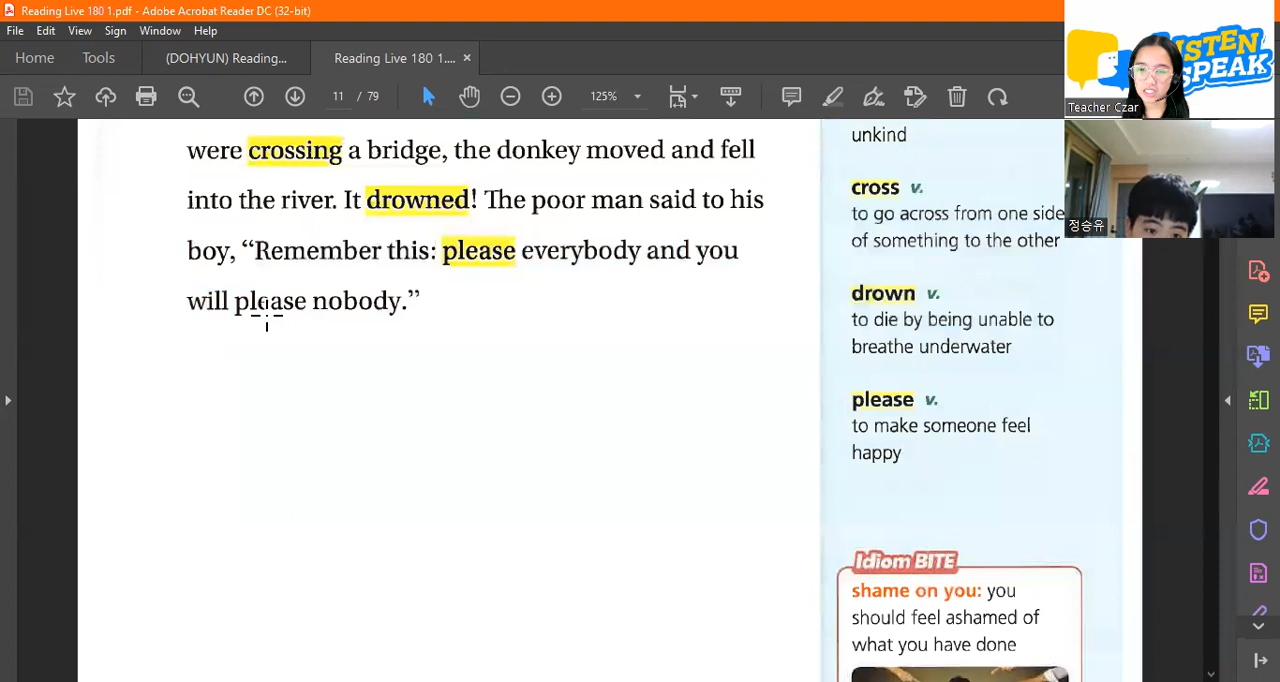 Reading Live 180 1.pdf - Adobe Acrobat Reader DC (32-bit)
File Edit View Sign Window Help
Home Tools (DOHYUN) Reading... Reading Live 180 1.... ×
11 / 79 125%
LISTEN
SPEAK
Teacher Czar
정승유
were crossing a bridge, the donkey moved and fell
into the river. It drowned! The poor man said to his
boy, “Remember this: please everybody and you
will please nobody.”
unkind
cross v.
to go across from one side
of something to the other
drown v.
to die by being unable to
breathe underwater
please v.
to make someone feel
happy
Idiom BITE
shame on you: you
should feel ashamed of
what you have done